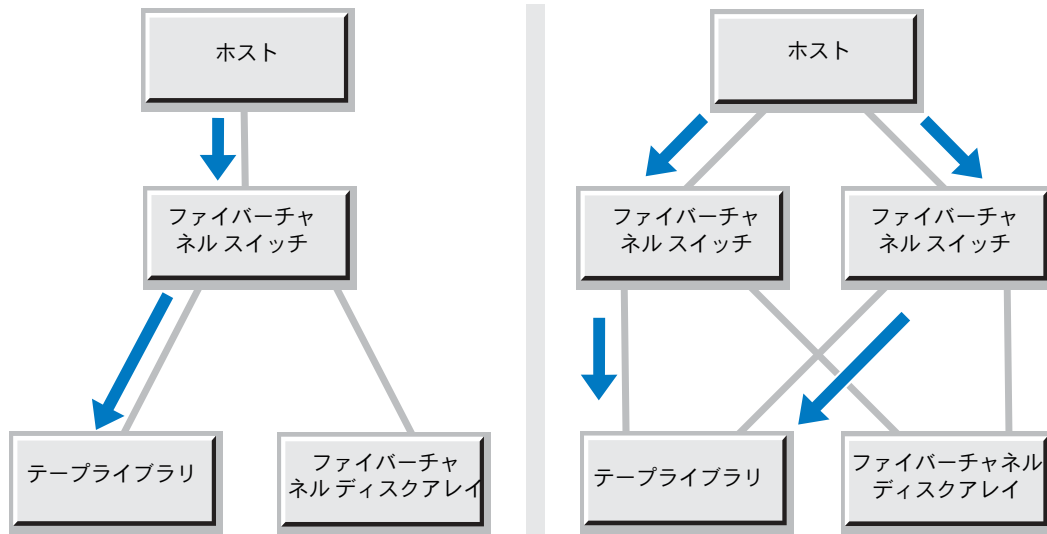 ホスト
ファイバーチャ
ネル スイッチ
テープライブラリ
ファイバーチャ
ネル ディスクアレイ
ホスト
ファイバーチャ
ネル スイッチ
ファイバーチャ
ネル スイッチ
テープライブラリ
ファイバーチャネル
ディスクアレイ